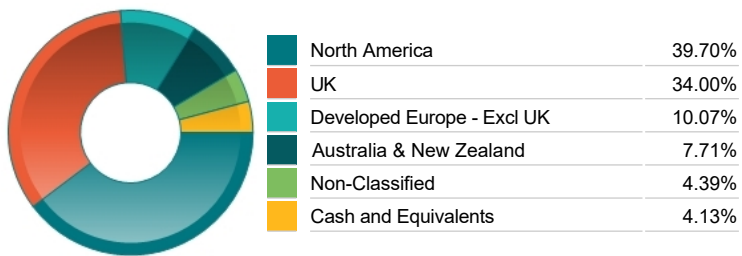 North America 39.70%
UK 34.00%
Developed Europe - Excl UK 10.07%
Australia & New Zealand 7.71%
Non-Classified 4.39%
Cash and Equivalents 4.13%